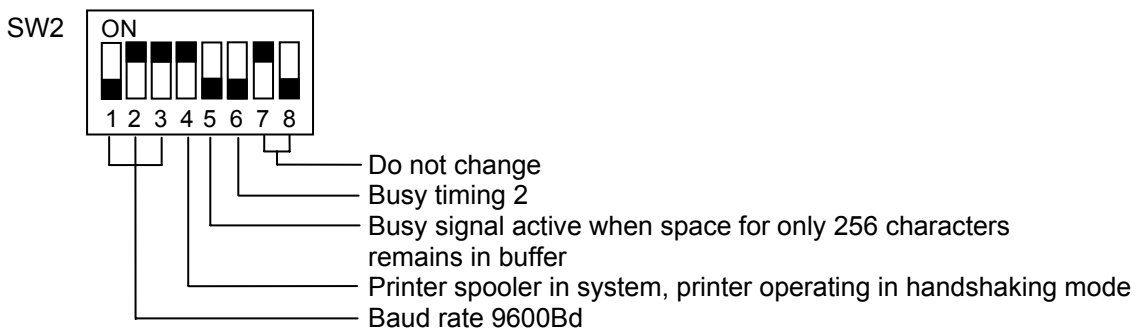 SW2
ON
1 2 3 4 5 6 7 8
Do not change
Busy timing 2
Busy signal active when space for only 256 characters
remains in buffer
Printer spooler in system, printer operating in handshaking mode
Baud rate 9600Bd